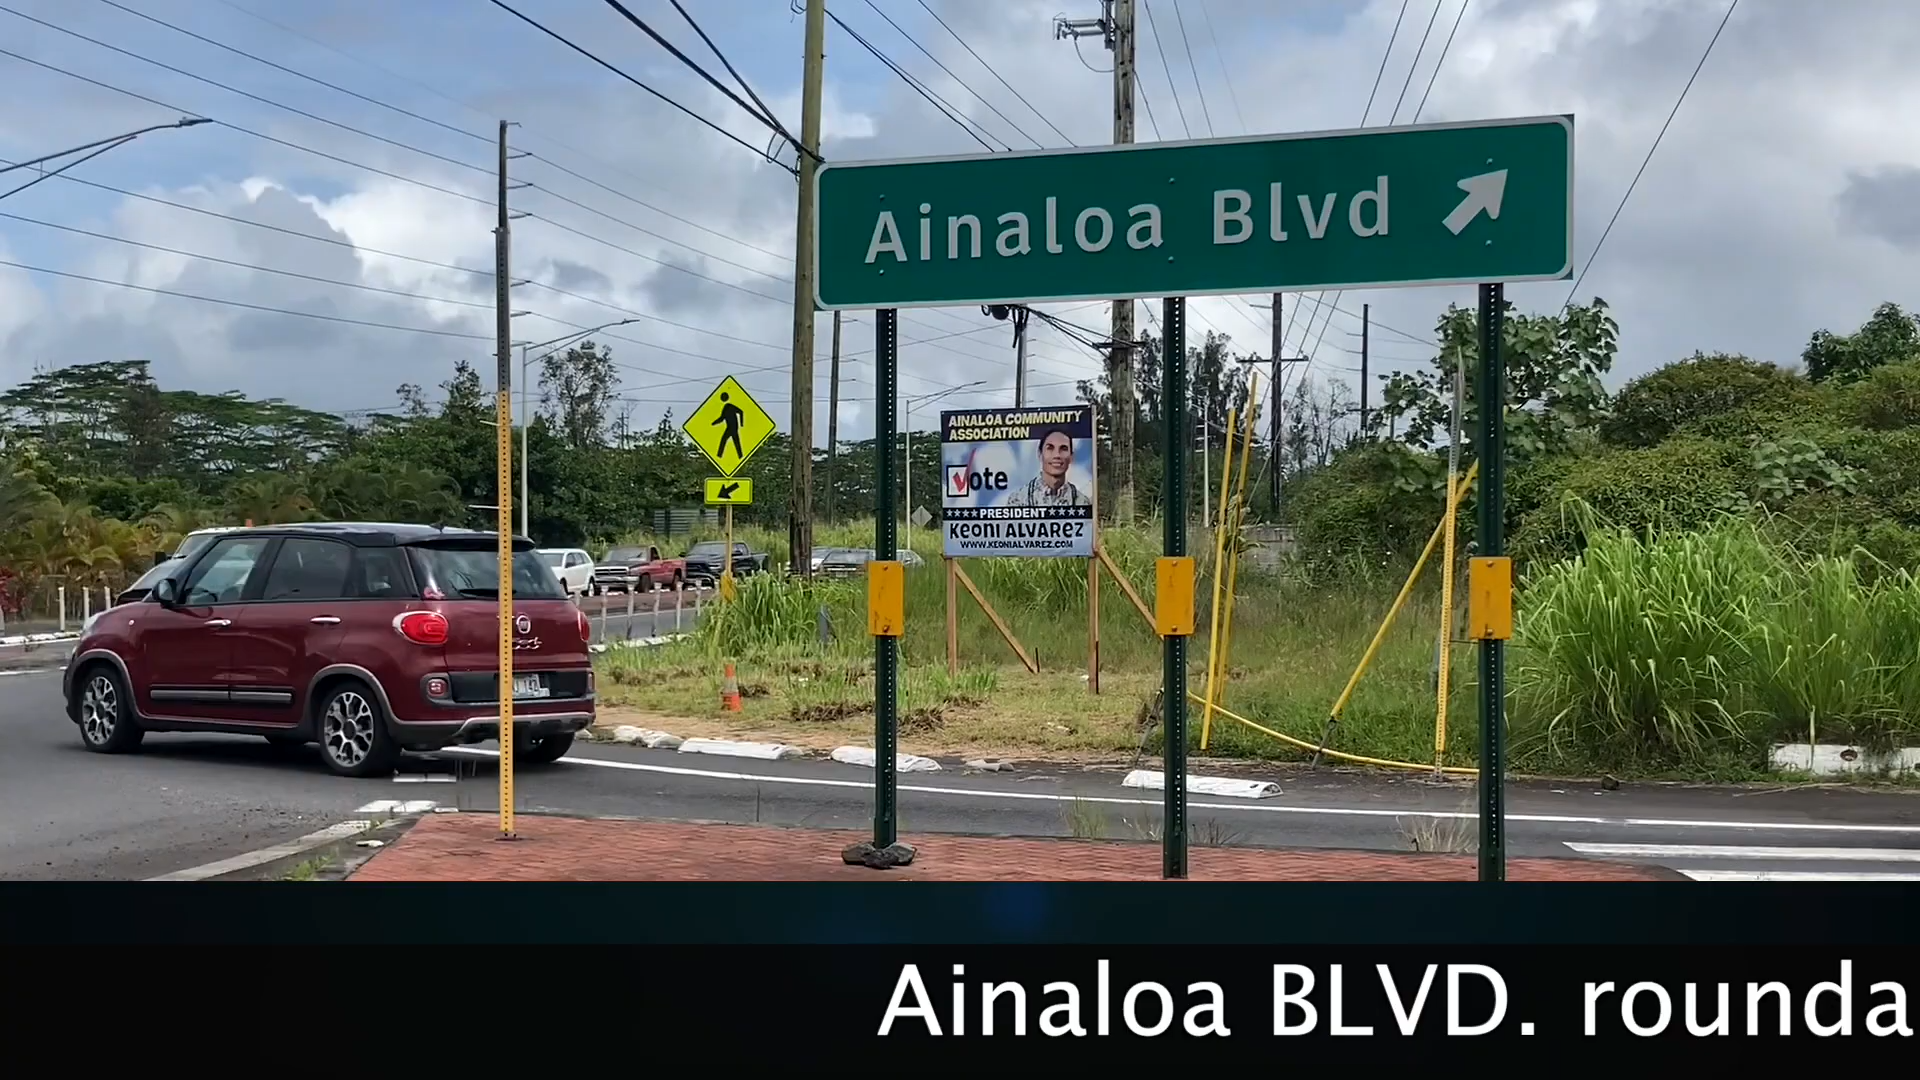 Ainaloa Blvd
AINALOA COMMUNITY
ASSOCIATION
Vote
PRESIDENT
KEONI ALVAREZ
WWW.KEONIALVAREZ.COM
Ainaloa BLVD. rounda